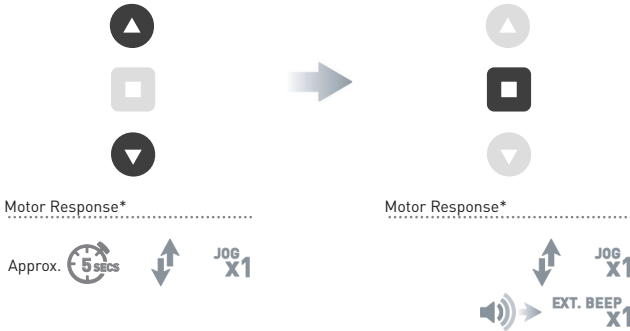 Motor Response*
Approx. 5 SECS JOG X1
Motor Response*
JOG X1
EXT. BEEP X1